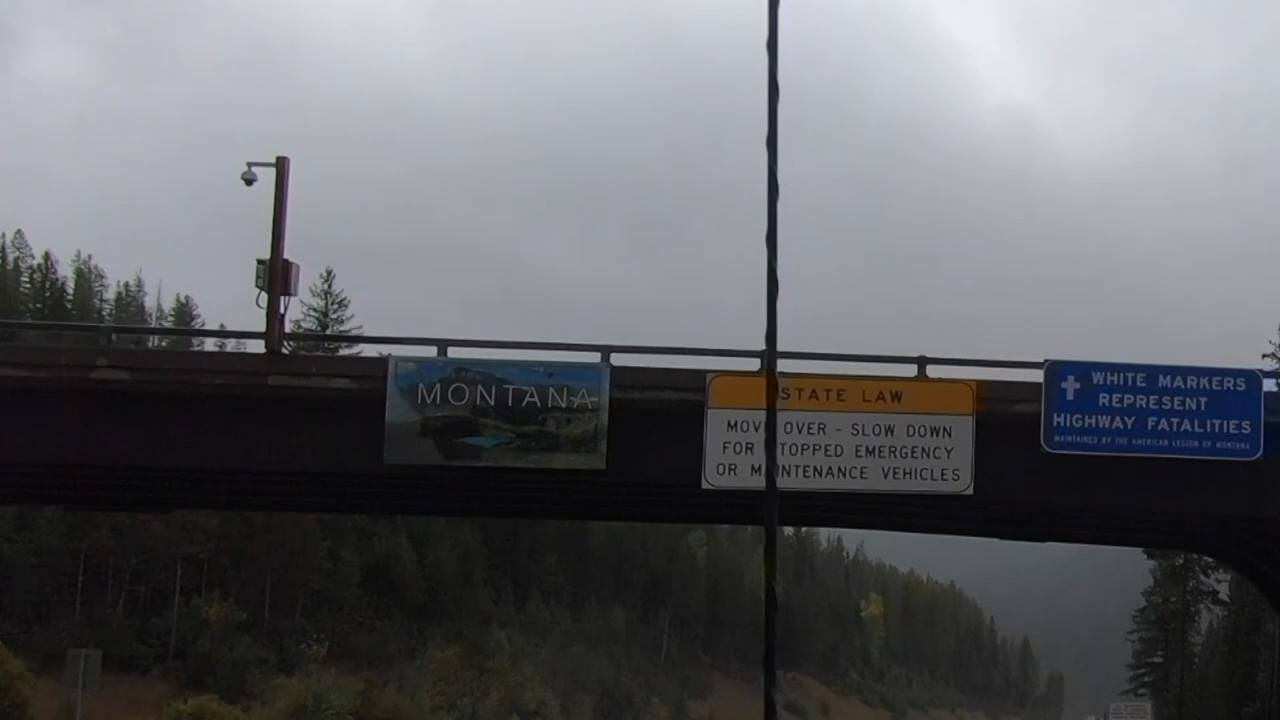 MONTANA
STATE LAW
MOVE OVER - SLOW DOWN
FOR STOPPED EMERGENCY
OR MAINTENANCE VEHICLES
WHITE MARKERS
REPRESENT
HIGHWAY FATALITIES
MAINTAINED BY THE AMERICAN LEGION OF MONTANA